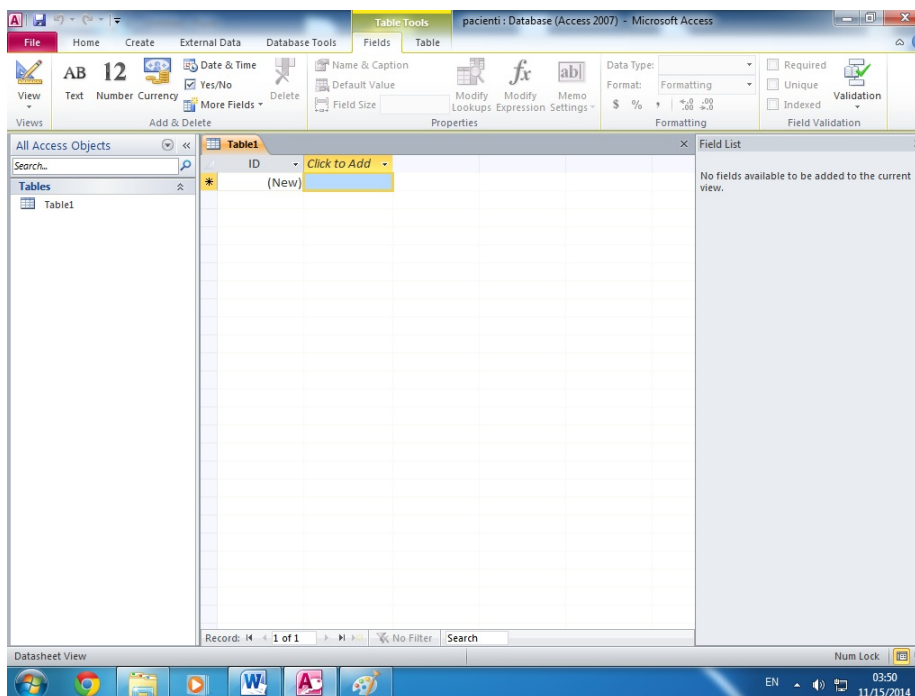 Table Tools
pacienti : Database (Access 2007) - Microsoft Access
File Home Create External Data Database Tools Fields Table
View
AB Text
12 Number
Currency
Date & Time
Yes/No
More Fields
Delete
Name & Caption
Default Value
Field Size
Modify Lookups
fx Modify Expression
ab Memo Settings
Data Type:
Format: Formatting
$ % , .00 .00
Required
Unique
Indexed
Validation
Views Add & Delete Properties Formatting Field Validation
All Access Objects
Search...
Tables
Table1
Table1
ID Click to Add
* (New)
Field List
No fields available to be added to the current
view.
Record: 1 of 1 No Filter Search
Datasheet View Num Lock
EN 03:50